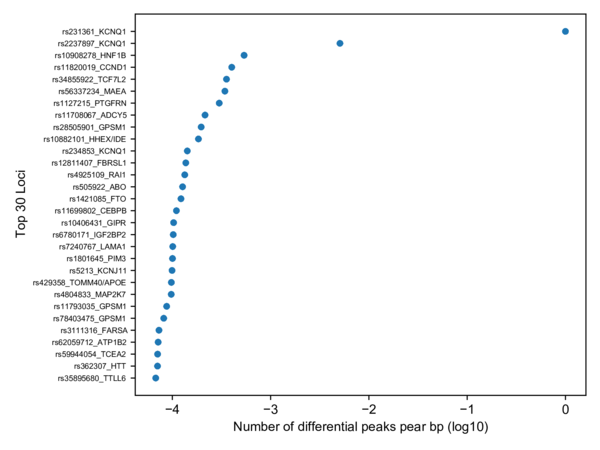 rs231361_KCNQ1
rs2237897_KCNQ1
rs10908278_HNF1B
rs11820019_CCND1
rs34855922_TCF7L2
rs56337234_MAEA
rs1127215_PTGFRN
rs11708067_ADCY5
rs28505901_GPSM1
rs10882101_HHEX/IDE
rs234853_KCNQ1
rs12811407_FBRSL1
rs4925109_RAI1
rs505922_ABO
rs1421085_FTO
rs11699802_CEBPB
rs10406431_GIPR
rs6780171_IGF2BP2
rs7240767_LAMA1
rs1801645_PIM3
rs5213_KCNJ11
rs429358_TOMM40/APOE
rs4804833_MAP2K7
rs11793035_GPSM1
rs78403475_GPSM1
rs3111316_FARSA
rs62059712_ATP1B2
rs59944054_TCEA2
rs362307_HTT
rs35895680_TTLL6
Top 30 Loci
−4 −3 −2 −1 0
Number of differential peaks pear bp (log10)